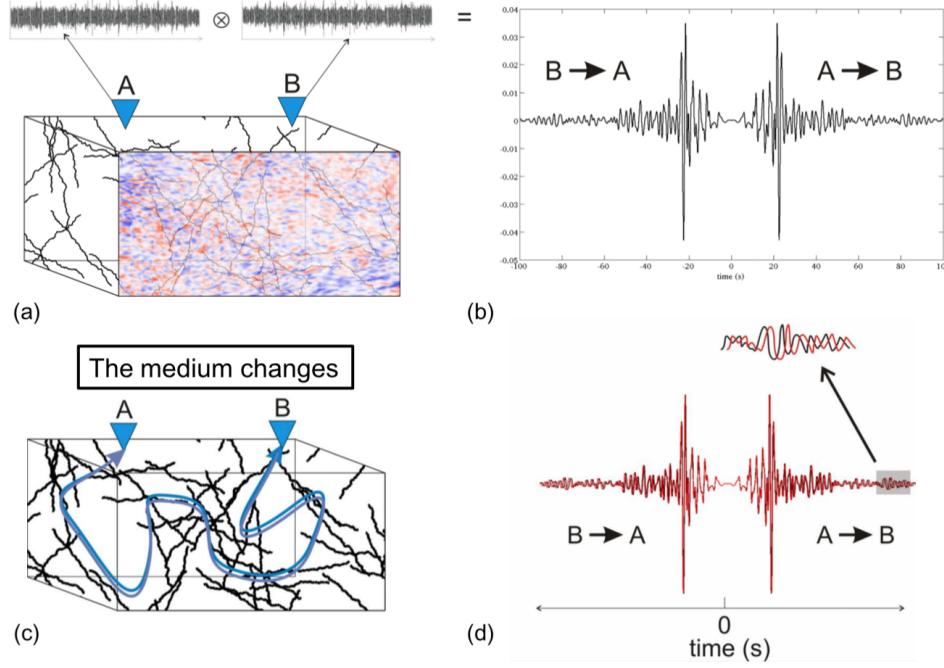 ⊗
=
A
B
(a)
0.04
0.03
0.02
0.01
0
-0.01
-0.02
-0.03
-0.04
-0.05
B → A
A → B
-100 -80 -60 -40 -20 0 20 40 60 80 100
time (s)
(b)
The medium changes
A
B
(c)
B → A
A → B
0
time (s)
(d)